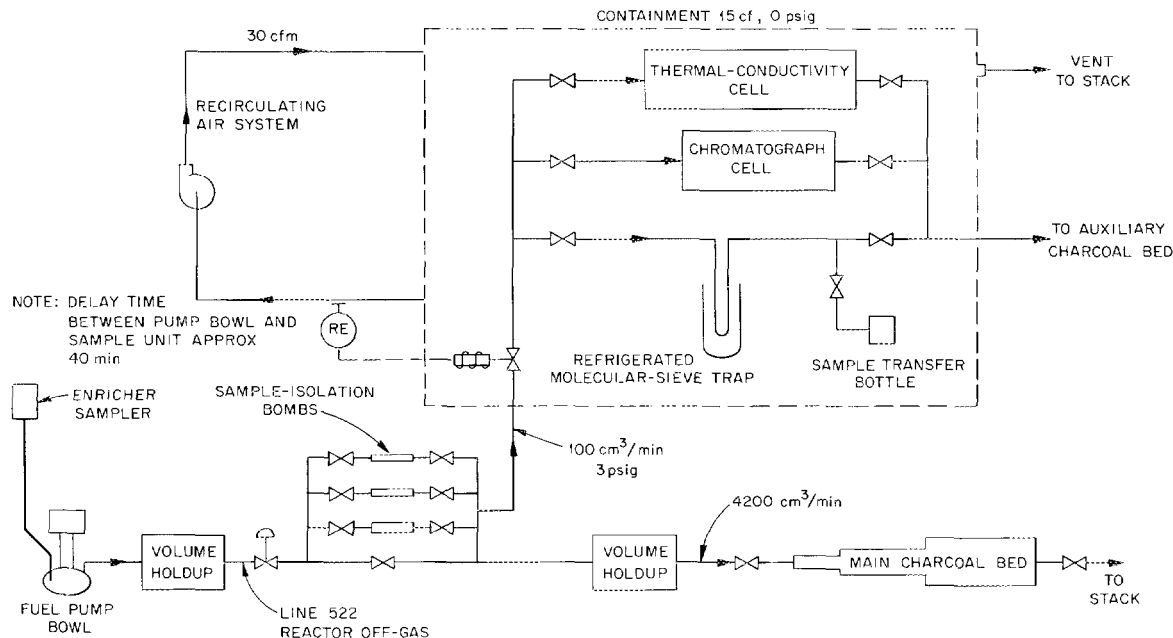 CONTAINMENT 15 cf, 0 psig
30 cfm
THERMAL-CONDUCTIVITY
CELL
VENT
TO STACK
RECIRCULATING
AIR SYSTEM
CHROMATOGRAPH
CELL
TO AUXILIARY
CHARCOAL BED
NOTE: DELAY TIME
BETWEEN PUMP BOWL AND
SAMPLE UNIT APPROX
40 min
RE
REFRIGERATED
MOLECULAR-SIEVE TRAP
SAMPLE TRANSFER
BOTTLE
ENRICHER
SAMPLER
SAMPLE-ISOLATION
BOMBS
100 cm³/min
3 psig
4200 cm³/min
VOLUME
HOLDUP
VOLUME
HOLDUP
MAIN CHARCOAL BED
TO
STACK
FUEL PUMP
BOWL
LINE 522
REACTOR OFF-GAS